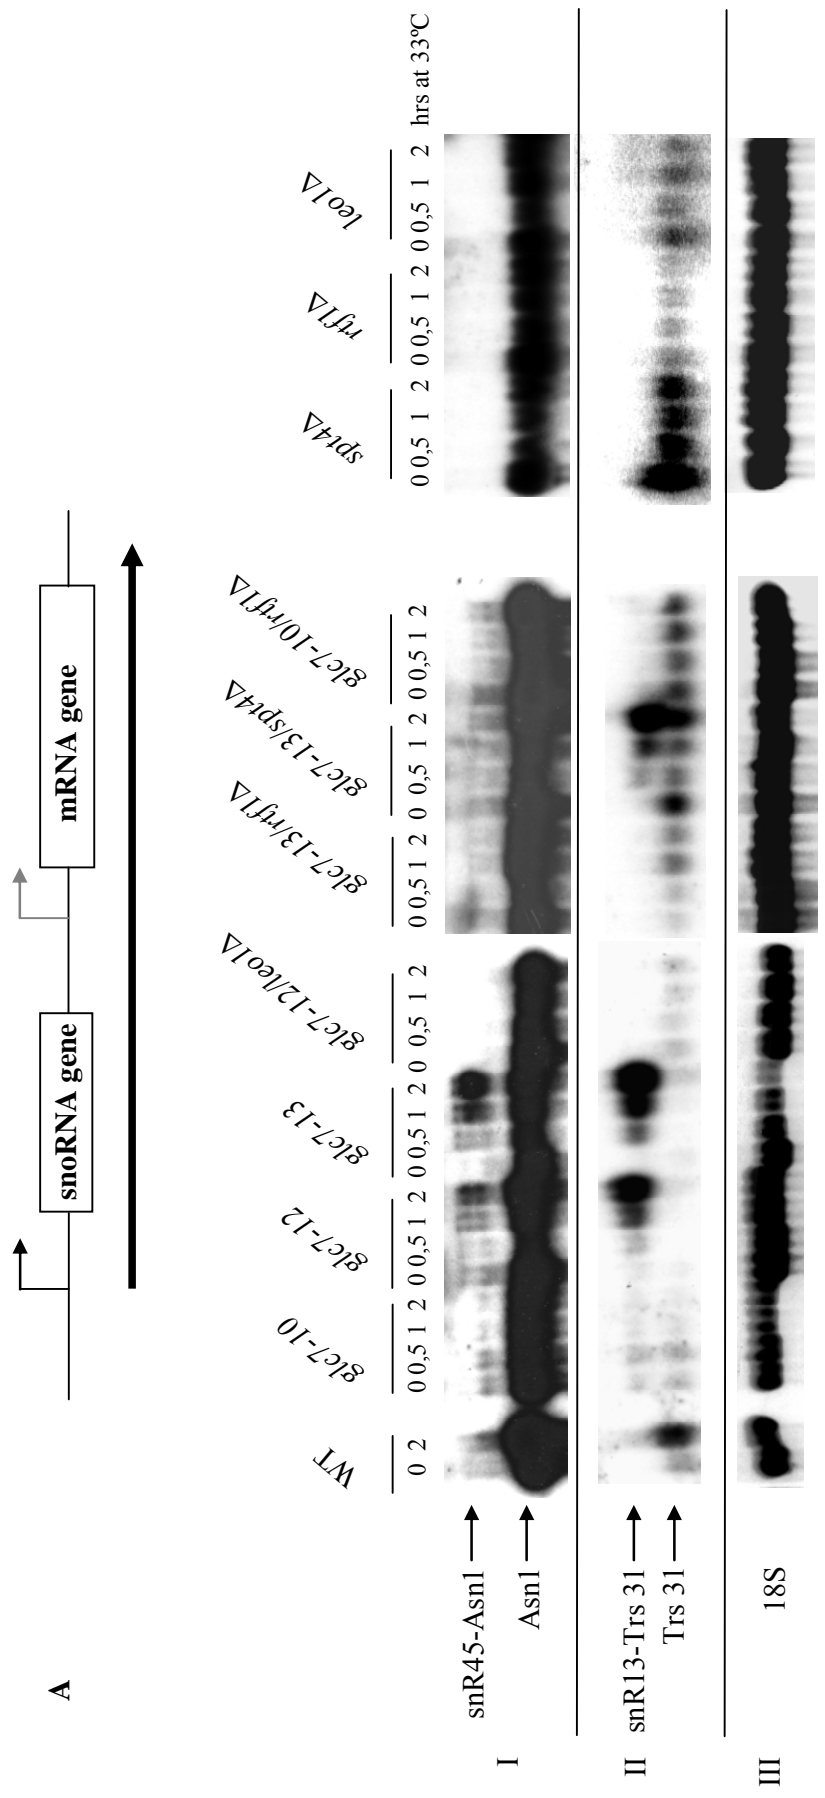 A
snoRNA gene
mRNA gene
WT
glc7-10
glc7-12
glc7-13
glc7-12/leo1Δ
glc7-13/rtf1Δ
glc7-13/spt4Δ
glc7-10/rtf1Δ
spt4Δ
rtf1Δ
leo1Δ
0 2
0 0,5 1 2
0 0,5 1 2
0 0,5 1 2
0 0,5 1 2
0 0,5 1 2
0 0,5 1 2
0 0,5 1 2
0 0,5 1 2
0 0,5 1 2
0 0,5 1 2
hrs at 33ºC
I
snR45-Asn1
Asn1
II
snR13-Trs 31
Trs 31
III
18S